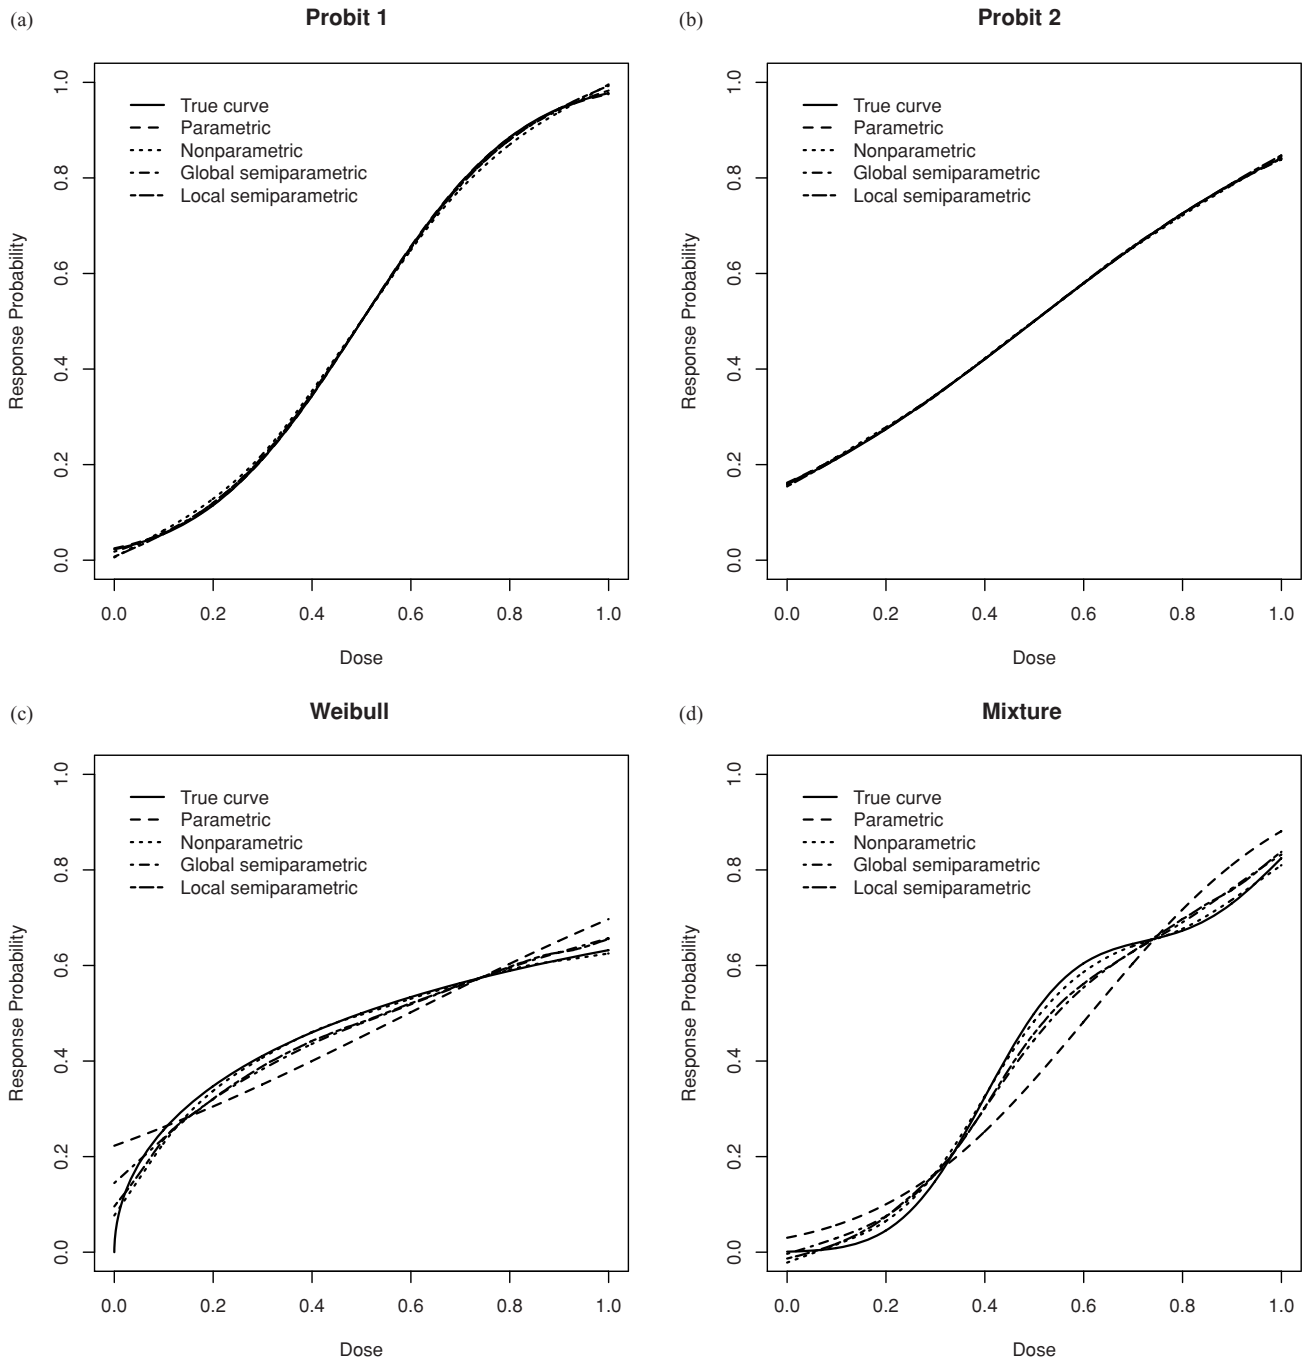 (a)
Probit 1
True curve
Parametric
Nonparametric
Global semiparametric
Local semiparametric
Response Probability
0.0 0.2 0.4 0.6 0.8 1.0
0.0 0.2 0.4 0.6 0.8 1.0
Dose
(b)
Probit 2
True curve
Parametric
Nonparametric
Global semiparametric
Local semiparametric
Response Probability
0.0 0.2 0.4 0.6 0.8 1.0
0.0 0.2 0.4 0.6 0.8 1.0
Dose
(c)
Weibull
True curve
Parametric
Nonparametric
Global semiparametric
Local semiparametric
Response Probability
0.0 0.2 0.4 0.6 0.8 1.0
0.0 0.2 0.4 0.6 0.8 1.0
Dose
(d)
Mixture
True curve
Parametric
Nonparametric
Global semiparametric
Local semiparametric
Response Probability
0.0 0.2 0.4 0.6 0.8 1.0
0.0 0.2 0.4 0.6 0.8 1.0
Dose